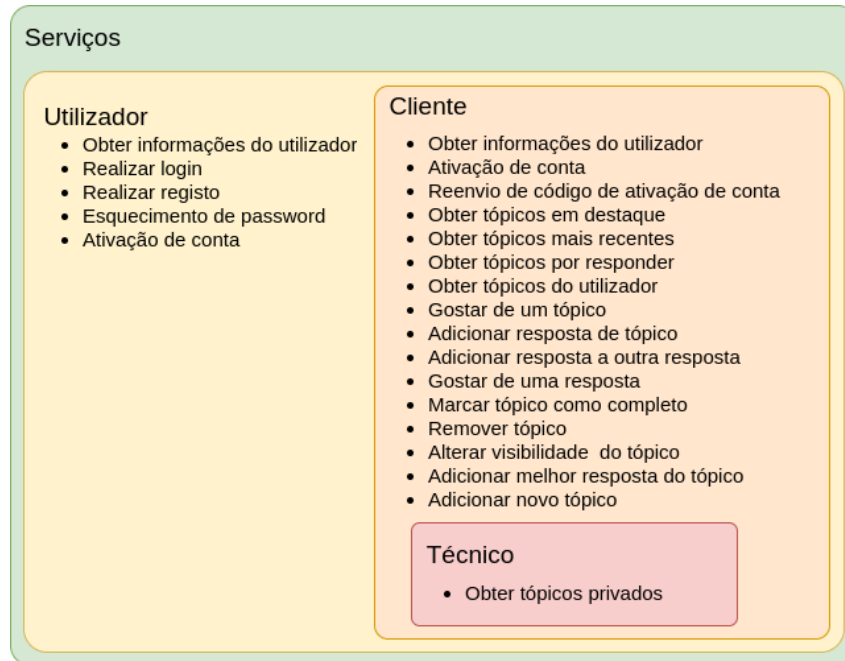 Serviços
Utilizador
Obter informações do utilizador
Realizar login
Realizar registo
Esquecimento de password
Ativação de conta
Cliente
Obter informações do utilizador
Ativação de conta
Reenvio de código de ativação de conta
Obter tópicos em destaque
Obter tópicos mais recentes
Obter tópicos por responder
Obter tópicos do utilizador
Gostar de um tópico
Adicionar resposta de tópico
Adicionar resposta a outra resposta
Gostar de uma resposta
Marcar tópico como completo
Remover tópico
Alterar visibilidade do tópico
Adicionar melhor resposta do tópico
Adicionar novo tópico
Técnico
Obter tópicos privados